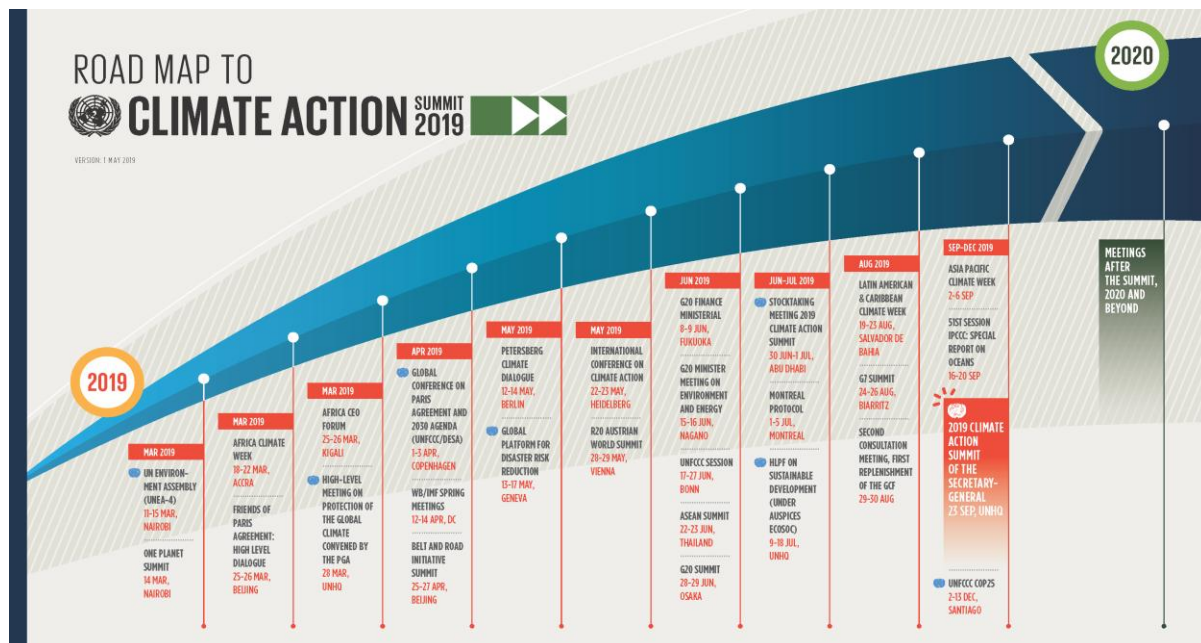 ROAD MAP TO
CLIMATE ACTION SUMMIT 2019
VERSION: 1 MAY 2019
2019
2020
MAR 2019
UN ENVIRON-
MENT ASSEMBLY
(UNEA-4)
11-15 MAR,
NAIROBI
ONE PLANET
SUMMIT
14 MAR,
NAIROBI
MAR 2019
AFRICA CLIMATE
WEEK
18-22 MAR,
ACCRA
FRIENDS OF
PARIS
AGREEMENT:
HIGH LEVEL
DIALOGUE
25-26 MAR,
BEIJING
MAR 2019
AFRICA CEO
FORUM
25-26 MAR,
KIGALI
HIGH-LEVEL
MEETING ON
PROTECTION OF
THE GLOBAL
CLIMATE
CONVENED BY
THE PGA
28 MAR,
UNHQ
APR 2019
GLOBAL
CONFERENCE ON
PARIS
AGREEMENT AND
2030 AGENDA
(UNFCCC/DESA)
1-3 APR,
COPENHAGEN
WB/IMF SPRING
MEETINGS
12-14 APR, DC
BELT AND ROAD
INITIATIVE
SUMMIT
25-27 APR,
BEIJING
MAY 2019
PETERSBERG
CLIMATE
DIALOGUE
12-14 MAY,
BERLIN
GLOBAL
PLATFORM FOR
DISASTER RISK
REDUCTION
13-17 MAY,
GENEVA
MAY 2019
INTERNATIONAL
CONFERENCE ON
CLIMATE ACTION
22-23 MAY,
HEIDELBERG
R20 AUSTRIAN
WORLD SUMMIT
28-29 MAY,
VIENNA
JUN 2019
G20 FINANCE
MINISTERIAL
8-9 JUN,
FUKUOKA
G20 MINISTER
MEETING ON
ENVIRONMENT
AND ENERGY
15-16 JUN,
NAGANO
UNFCCC SESSION
17-27 JUN,
BONN
ASEAN SUMMIT
22-23 JUN,
THAILAND
G20 SUMMIT
28-29 JUN,
OSAKA
JUN-JUL 2019
STOCKTAKING
MEETING 2019
CLIMATE ACTION
SUMMIT
30 JUN-1 JUL,
ABU DHABI
MONTREAL
PROTOCOL
1-5 JUL,
MONTREAL
HLPF ON
SUSTAINABLE
DEVELOPMENT
(UNDER
AUSPICES
ECOSOC)
9-18 JUL,
UNHQ
AUG 2019
LATIN AMERICAN
& CARIBBEAN
CLIMATE WEEK
19-23 AUG,
SALVADOR DE
BAHIA
G7 SUMMIT
24-26 AUG,
BIARRITZ
SECOND
CONSULTATION
MEETING, FIRST
REPLENISHMENT
OF THE GCF
29-30 AUG
SEP-DEC 2019
ASIA PACIFIC
CLIMATE WEEK
2-6 SEP
51ST SESSION
IPCCC: SPECIAL
REPORT ON
OCEANS
16-20 SEP
2019 CLIMATE
ACTION
SUMMIT
OF THE
SECRETARY-
GENERAL
23 SEP, UNHQ
UNFCCC COP25
2-13 DEC,
SANTIAGO
MEETINGS
AFTER
THE SUMMIT,
2020 AND
BEYOND